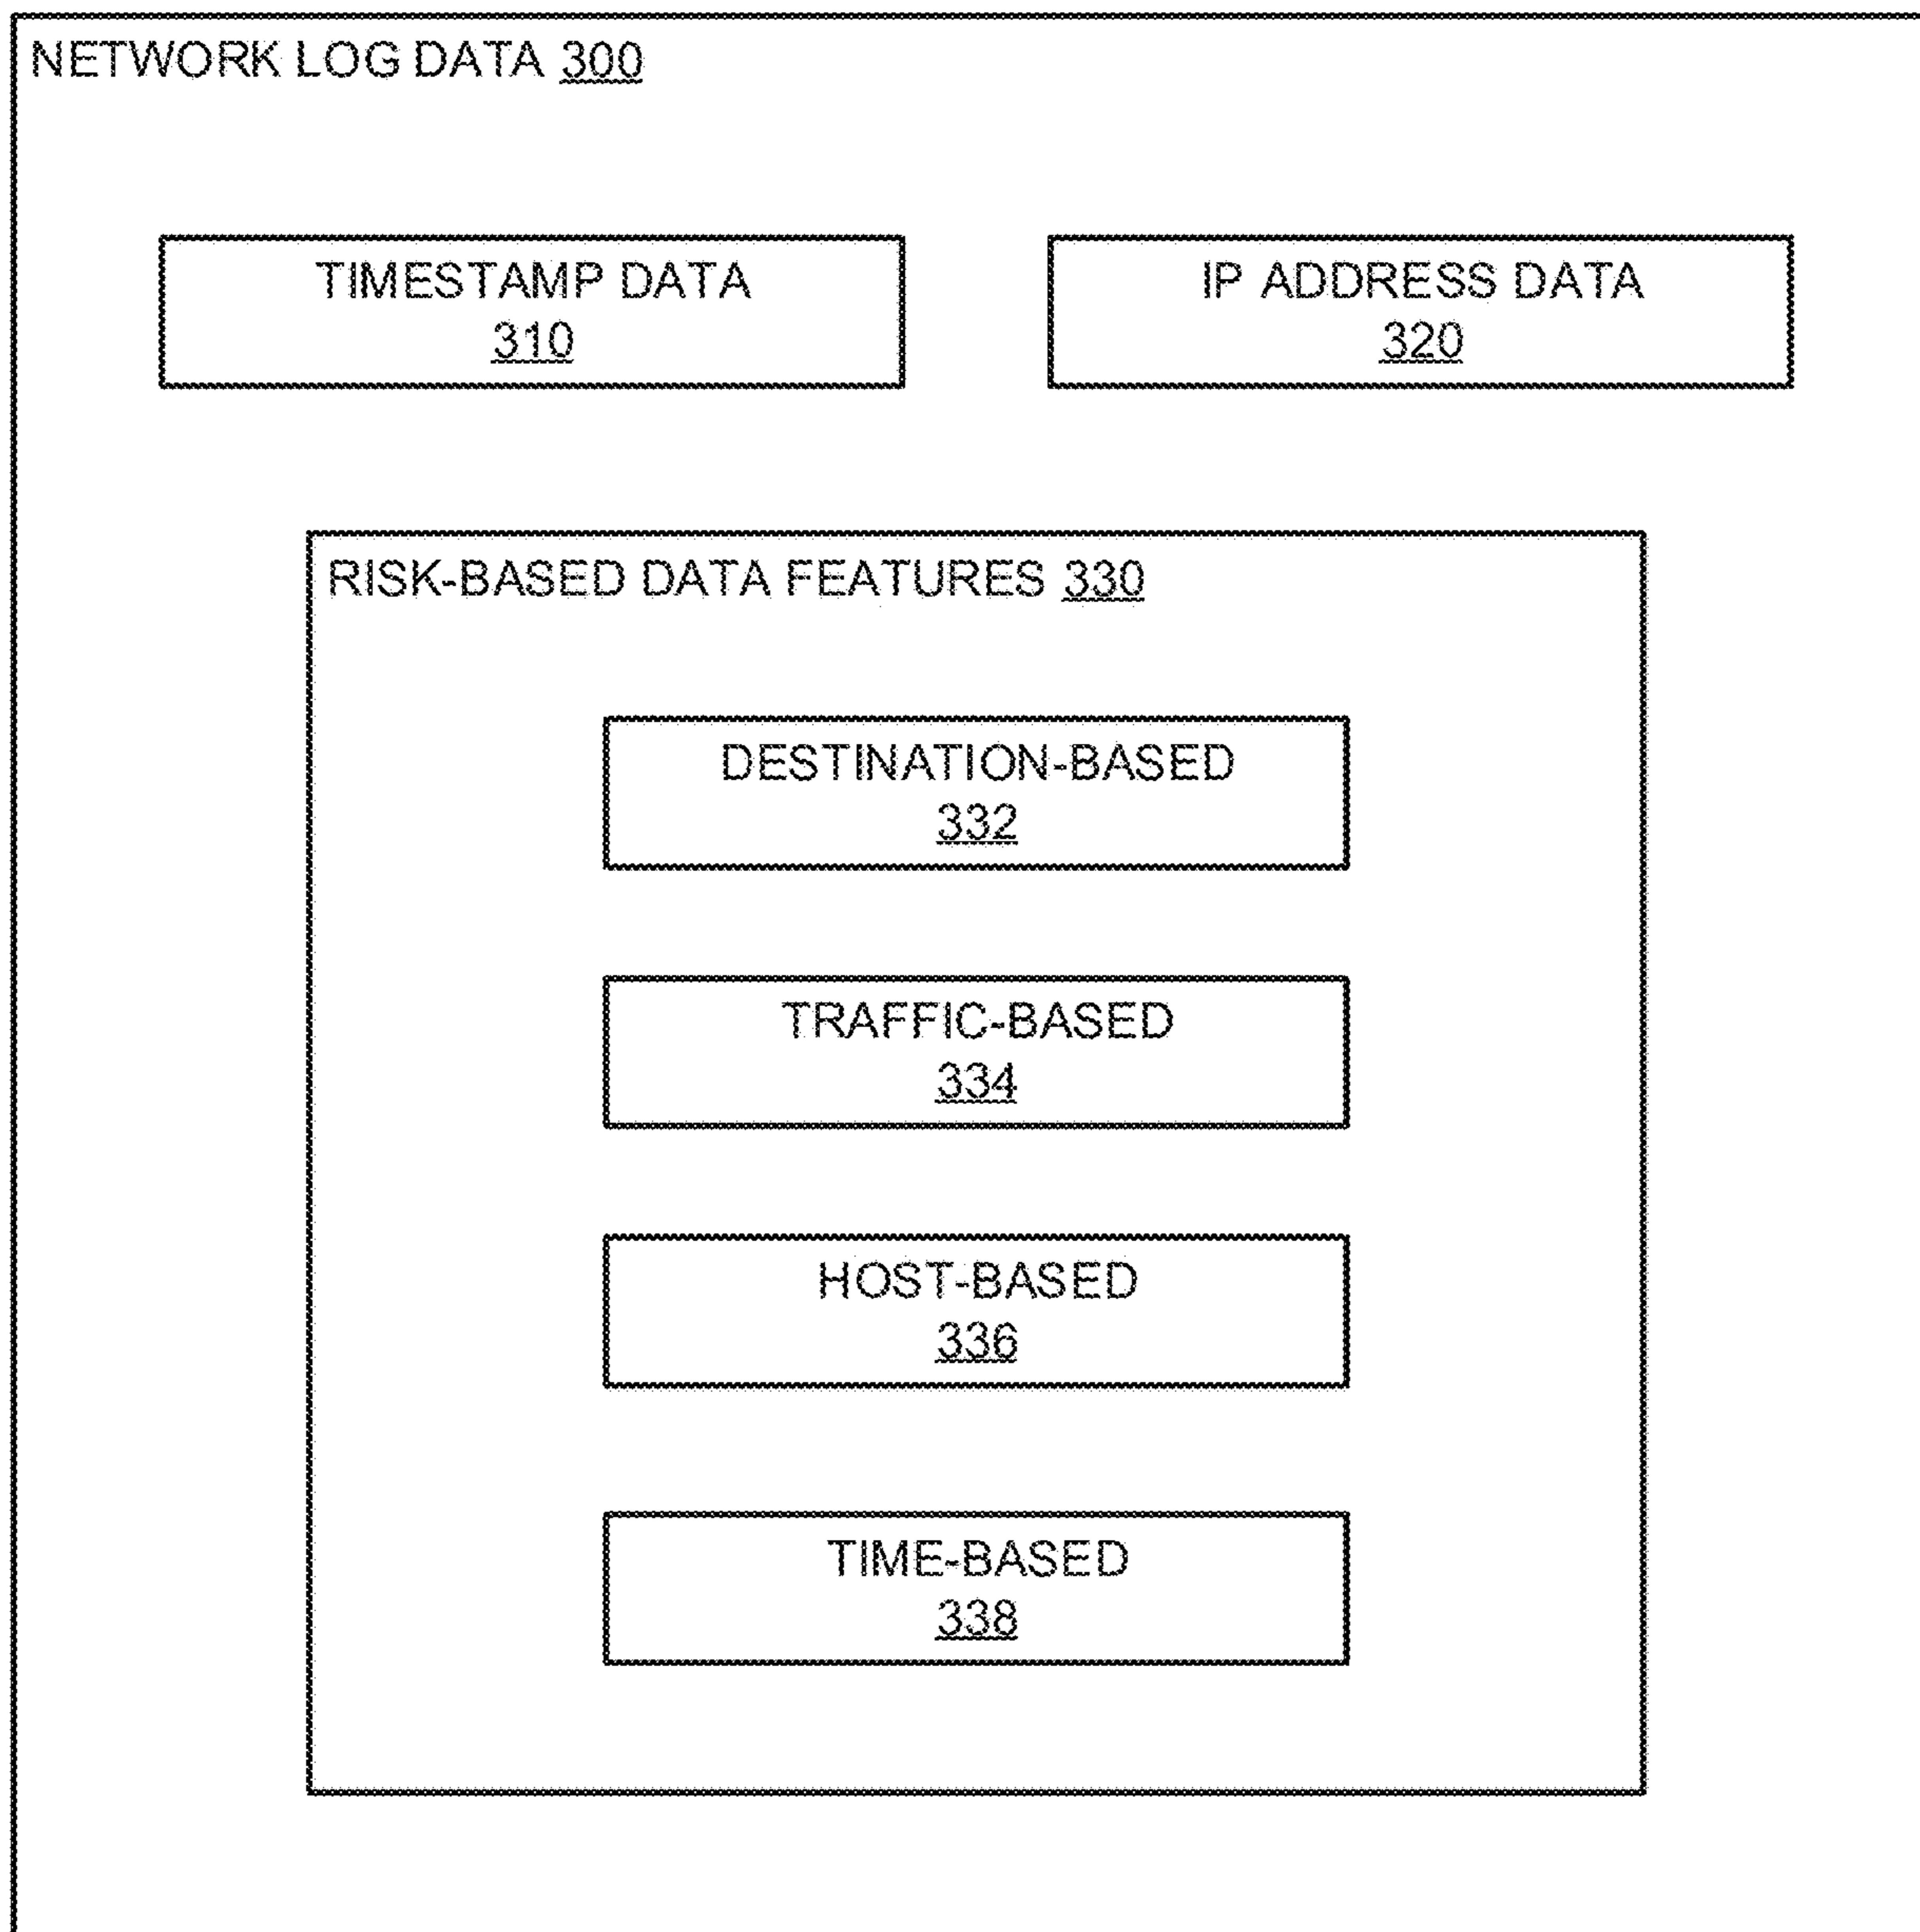 NETWORK LOG DATA 300
TIMESTAMP DATA
310
IP ADDRESS DATA
320
RISK-BASED DATA FEATURES 330
DESTINATION-BASED
332
TRAFFIC-BASED
334
HOST-BASED
336
TIME-BASED
338